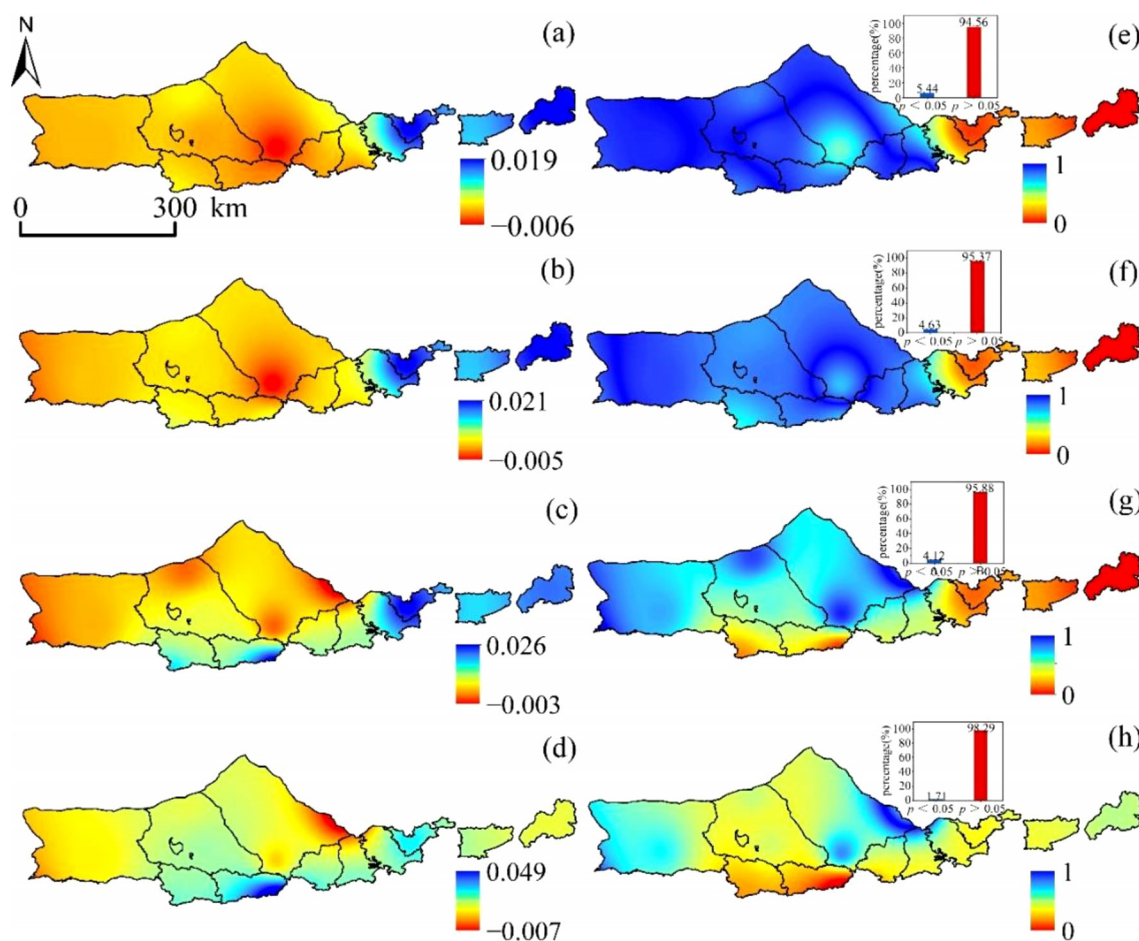 N
(a)
0.019
−0.006
0 300 km
percentage(%)
100
80
60
40
20
0
5.44
94.56
p < 0.05 p > 0.05
(e)
1
0
(b)
0.021
−0.005
percentage(%)
100
80
60
40
20
0
4.63
95.37
p < 0.05 p > 0.05
(f)
1
0
(c)
0.026
−0.003
percentage(%)
100
80
60
40
20
0
4.12
95.88
p < 0.05 p > 0.05
(g)
1
0
(d)
0.049
−0.007
percentage(%)
100
80
60
40
20
0
1.71
98.29
p < 0.05 p > 0.05
(h)
1
0